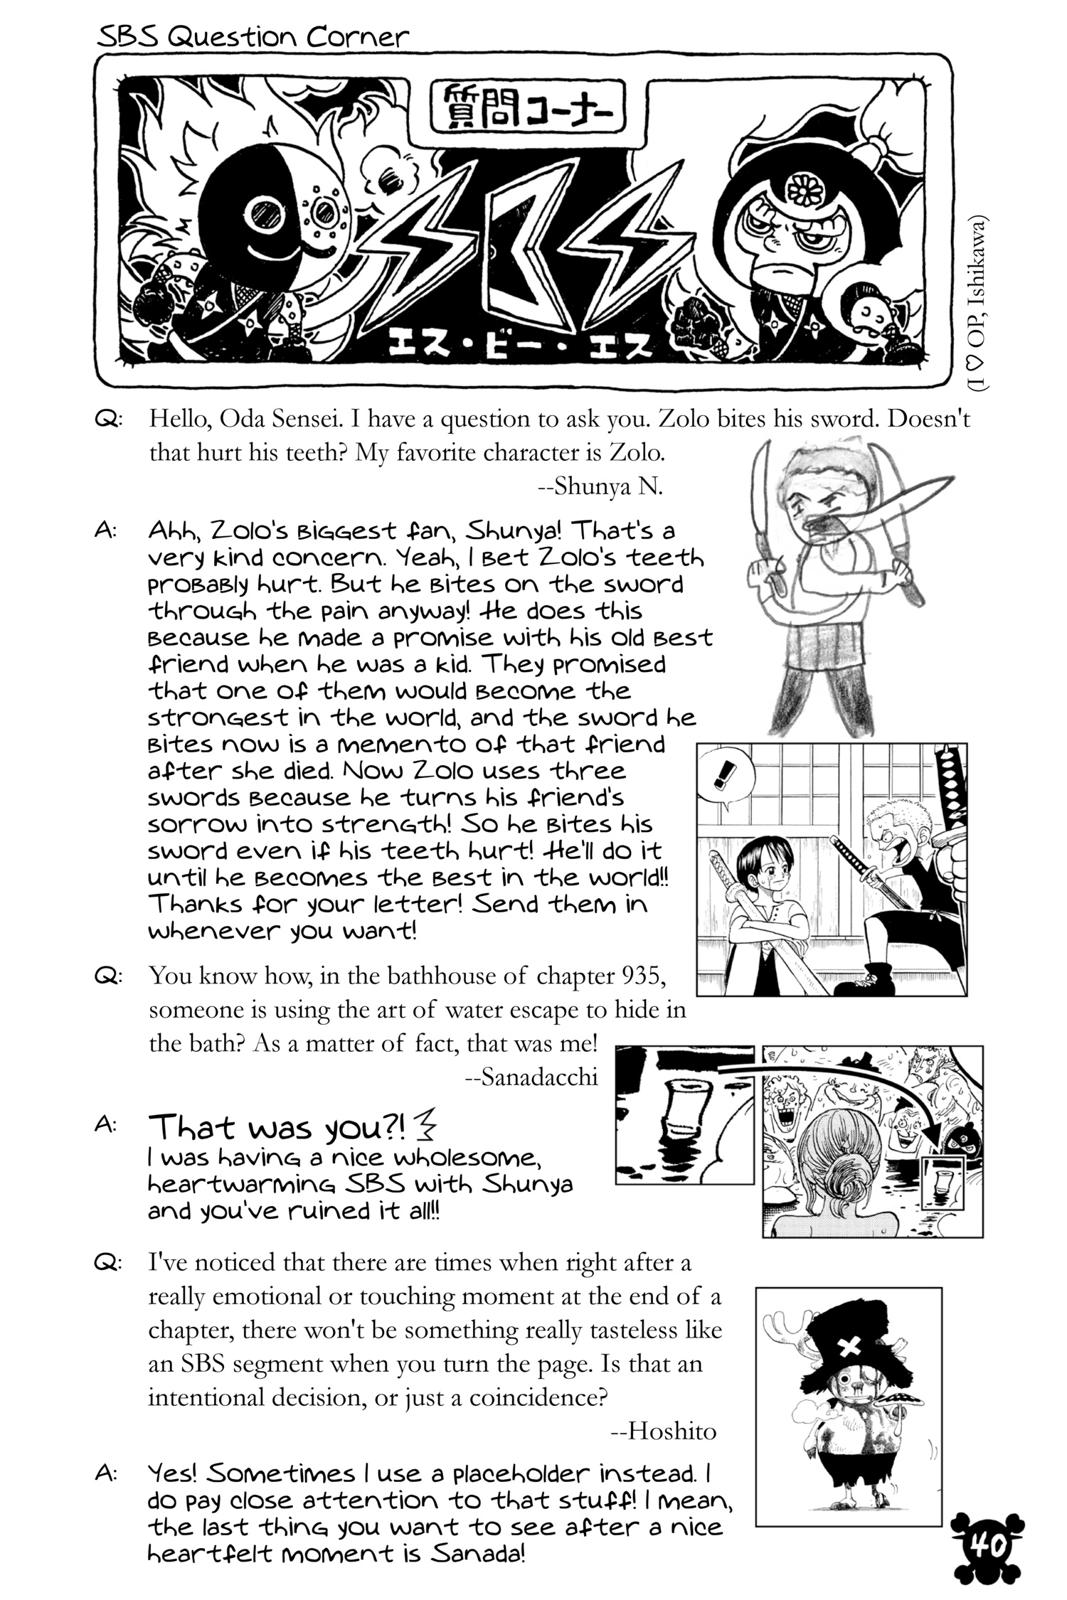 SBS Question Corner
質問コーナー
SBS
エス・ビー・エス
(I ♡ OP, Ishikawa)
Q: Hello, Oda Sensei. I have a question to ask you. Zolo bites his sword. Doesn't
that hurt his teeth? My favorite character is Zolo.
--Shunya N.
A: Ahh, Zolo's biggest fan, Shunya! That's a
very kind concern. Yeah, I bet Zolo's teeth
probably hurt. But he bites on the sword
through the pain anyway! He does this
because he made a promise with his old best
friend when he was a kid. They promised
that one of them would become the
strongest in the world, and the sword he
bites now is a memento of that friend
after she died. Now Zolo uses three
swords because he turns his friend's
sorrow into strength! So he bites his
sword even if his teeth hurt! He'll do it
until he becomes the best in the world!!
Thanks for your letter! Send them in
whenever you want!
!
Q: You know how, in the bathhouse of chapter 935,
someone is using the art of water escape to hide in
the bath? As a matter of fact, that was me!
--Sanadacchi
A: That was you?!
I was having a nice wholesome,
heartwarming SBS with Shunya
and you've ruined it all!!
Q: I've noticed that there are times when right after a
really emotional or touching moment at the end of a
chapter, there won't be something really tasteless like
an SBS segment when you turn the page. Is that an
intentional decision, or just a coincidence?
--Hoshito
A: Yes! Sometimes I use a placeholder instead. I
do pay close attention to that stuff! I mean,
the last thing you want to see after a nice
heartfelt moment is Sanada!
40